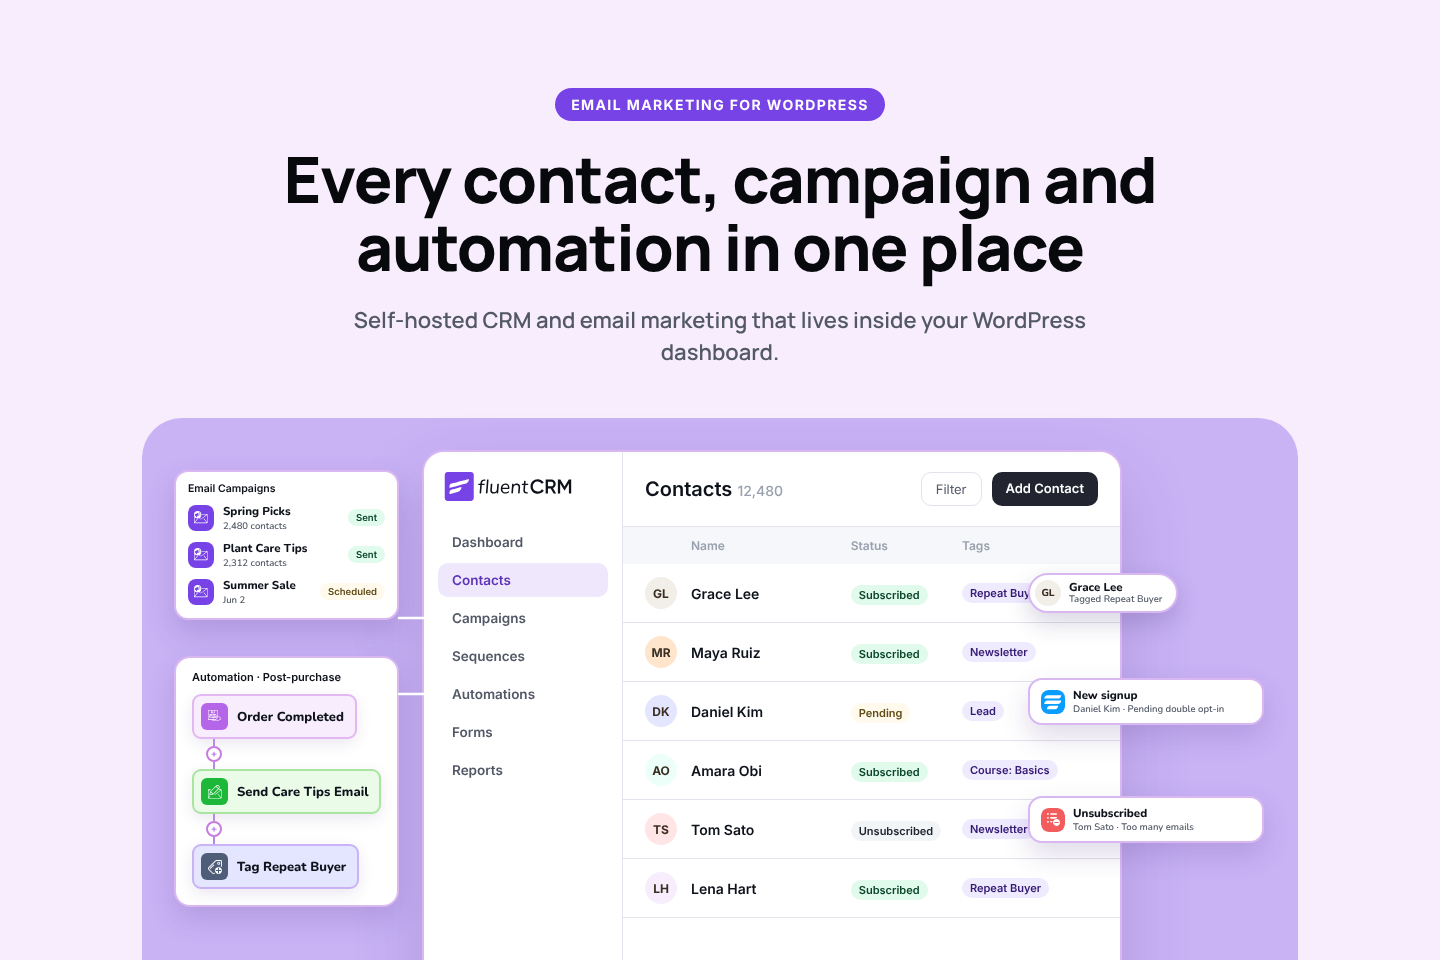 EMAIL MARKETING FOR WORDPRESS
Every contact, campaign and
automation in one place
Self-hosted CRM and email marketing that lives inside your WordPress
dashboard.
Email Campaigns
Spring Picks
2,480 contacts
Sent
Plant Care Tips
2,312 contacts
Sent
Summer Sale
Jun 2
Scheduled
Automation · Post-purchase
Order Completed
Send Care Tips Email
Tag Repeat Buyer
fluentCRM
Dashboard
Contacts
Campaigns
Sequences
Automations
Forms
Reports
Contacts 12,480
Filter
Add Contact
Name Status Tags
GL Grace Lee Subscribed Repeat Buy
MR Maya Ruiz Subscribed Newsletter
DK Daniel Kim Pending Lead
AO Amara Obi Subscribed Course: Basics
TS Tom Sato Unsubscribed Newsletter
LH Lena Hart Subscribed Repeat Buyer
GL Grace Lee
Tagged Repeat Buyer
New signup
Daniel Kim · Pending double opt-in
Unsubscribed
Tom Sato · Too many emails